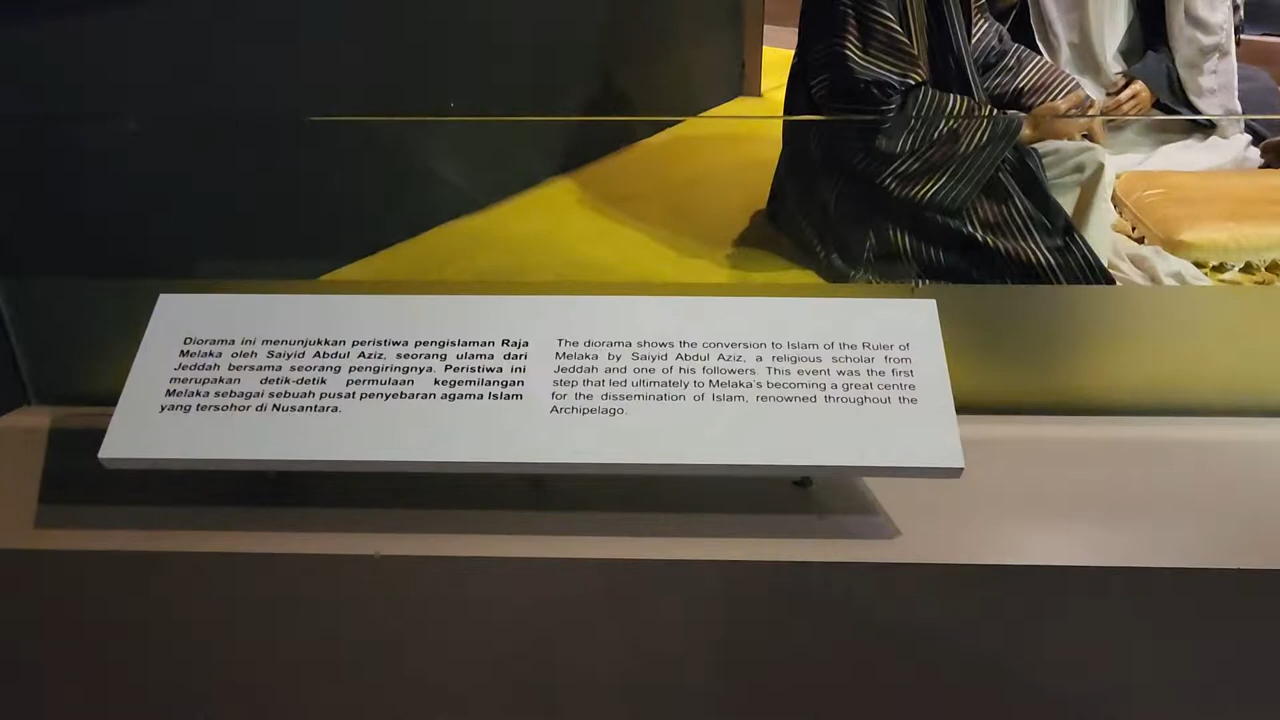 Diorama ini menunjukkan peristiwa pengislaman Raja
Melaka oleh Saiyid Abdul Aziz, seorang ulama dari
Jeddah bersama seorang pengiringnya. Peristiwa ini
merupakan detik-detik permulaan kegemilangan
Melaka sebagai sebuah pusat penyebaran agama Islam
yang tersohor di Nusantara.
The diorama shows the conversion to Islam of the Ruler of
Melaka by Saiyid Abdul Aziz, a religious scholar from
Jeddah and one of his followers. This event was the first
step that led ultimately to Melaka's becoming a great centre
for the dissemination of Islam, renowned throughout the
Archipelago.